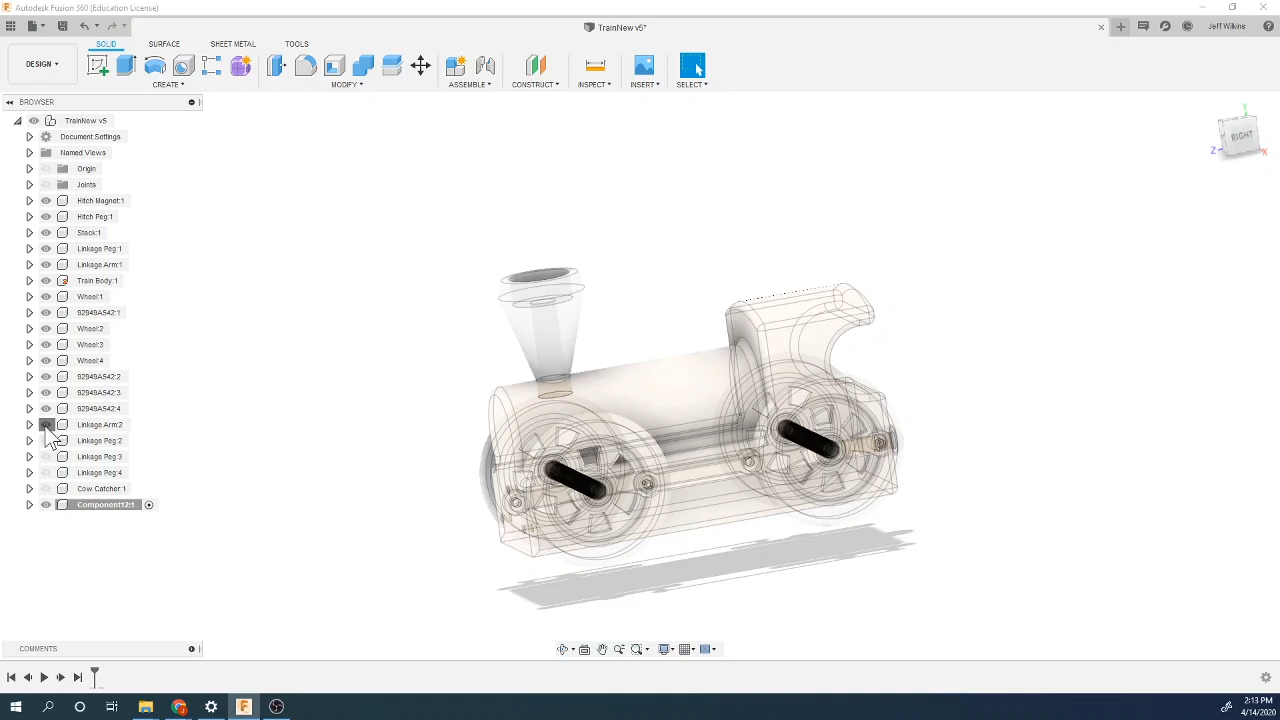 Autodesk Fusion 360 (Education License)
TrainNew v5*
Jeff Wilkins
DESIGN
SOLID SURFACE SHEET METAL TOOLS
CREATE MODIFY ASSEMBLE CONSTRUCT INSPECT INSERT SELECT
BROWSER
TrainNew v5
Document Settings
Named Views
Origin
Joints
Hitch Magnet:1
Hitch Peg:1
Stack:1
Linkage Peg:1
Linkage Arm:1
Train Body:1
Wheel:1
92949A542:1
Wheel:2
Wheel:3
Wheel:4
92949A542:2
92949A542:3
92949A542:4
Linkage Arm:2
Linkage Peg:2
Linkage Peg:3
Linkage Peg:4
Cow Catcher:1
Component12:1
Y
RIGHT
Z
X
COMMENTS
2:13 PM
4/14/2020